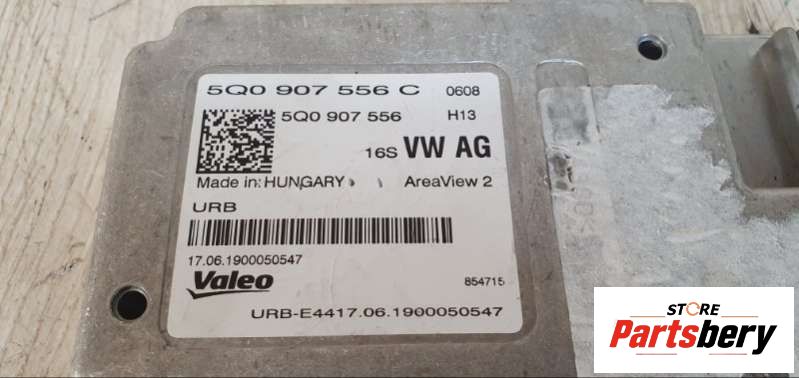 5Q0 907 556 C 0608
5Q0 907 556 H13
16S VW AG
Made in: HUNGARY AreaView 2
URB
17.06.1900050547
Valeo 854715
URB-E4417.06.1900050547
STORE
Partsbery